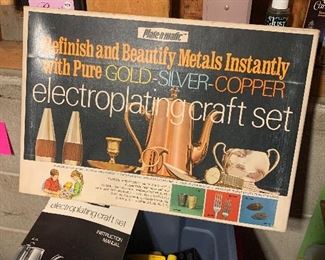 Plate-n-matic
Refinish and Beautify Metals Instantly
with Pure GOLD-SILVER-COPPER
electroplating craft set
electroplating craft set
INSTRUCTION
MANUAL